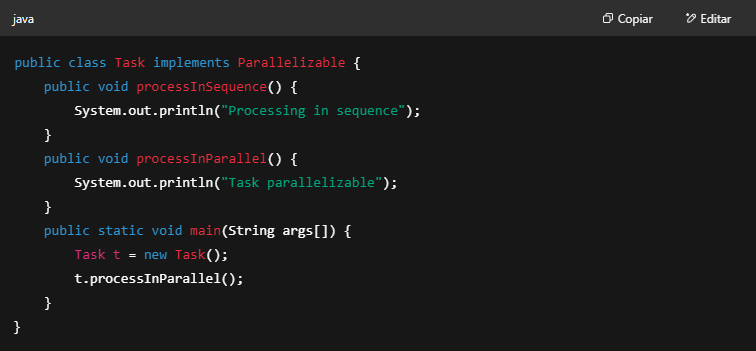 java Copiar Editar
public class Task implements Parallelizable {
public void processInSequence() {
System.out.println("Processing in sequence");
}
public void processInParallel() {
System.out.println("Task parallelizable");
}
public static void main(String args[]) {
Task t = new Task();
t.processInParallel();
}
}